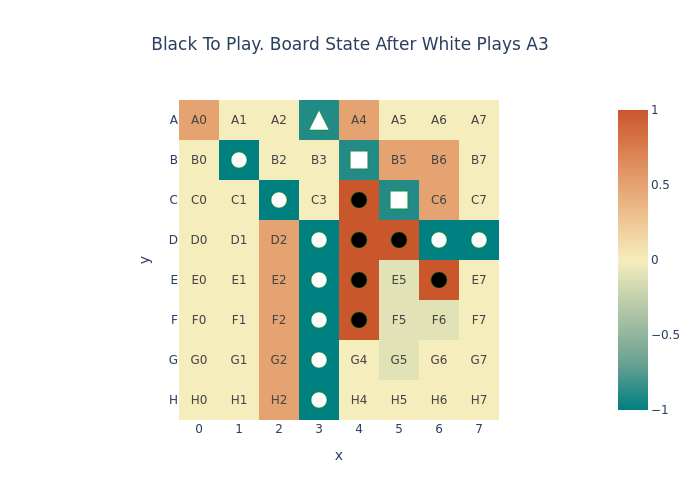 Black To Play. Board State After White Plays A3
A A0 A1 A2 A4 A5 A6 A7
B B0 B2 B3 B5 B6 B7
C C0 C1 C3 C6 C7
D D0 D1 D2
E E0 E1 E2 E5 E7
F F0 F1 F2 F5 F6 F7
G G0 G1 G2 G4 G5 G6 G7
H H0 H1 H2 H4 H5 H6 H7
0 1 2 3 4 5 6 7
x
y
1
0.5
0
−0.5
−1